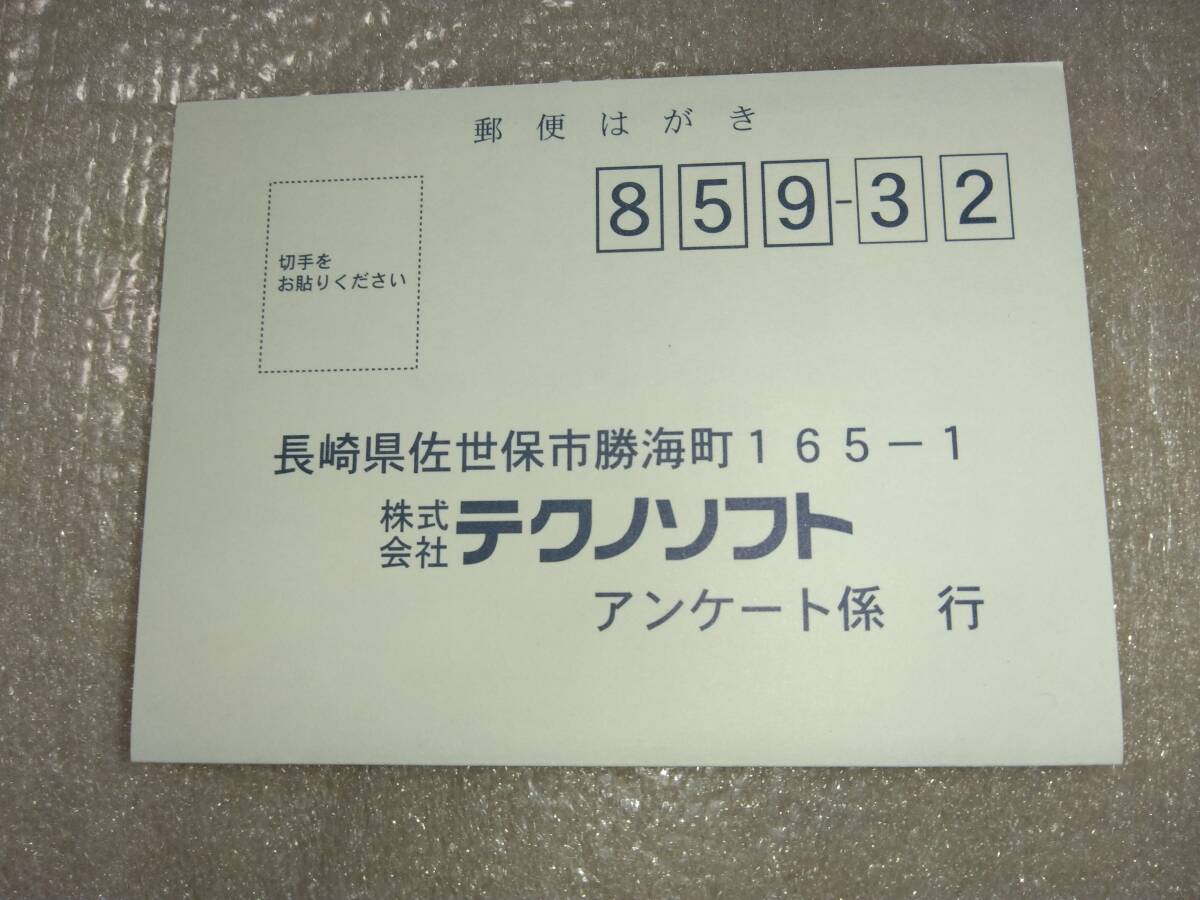 郵便はがき
859-32
切手を
お貼りください
長崎県佐世保市勝海町165-1
株式
会社
テクノソフト
アンケート係 行